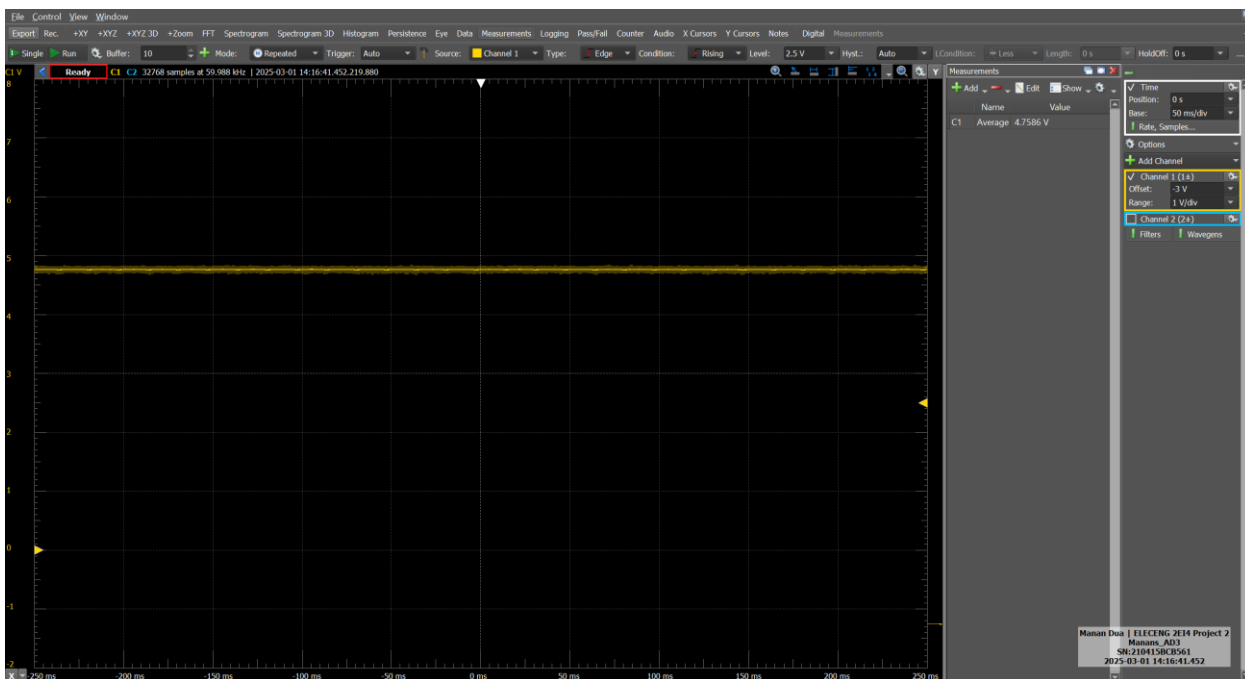 File Control View Window
Export Rec. +XY +XYZ +XYZ 3D +Zoom FFT Spectrogram Spectrogram 3D Histogram Persistence Eye Data Measurements Logging Pass/Fail Counter Audio X Cursors Y Cursors Notes Digital Measurements
Single Run Buffer: 10 Mode: Repeated Trigger: Auto Source: Channel 1 Type: Edge Condition: Rising Level: 2.5 V Hyst.: Auto LCondition: Less Length: 0 s HoldOff: 0 s ...
C1 V Ready C1 C2 32768 samples at 59.988 kHz | 2025-03-01 14:16:41.452.219.880 Y
Measurements
Add Edit Show
Name Value
C1 Average 4.7586 V
Time
Position: 0 s
Base: 50 ms/div
Rate, Samples...
Options
Add Channel
Channel 1 (1±)
Offset: -3 V
Range: 1 V/div
Channel 2 (2±)
Filters Wavegens
8
7
6
5
4
3
2
1
0
-1
-2
X -250 ms -200 ms -150 ms -100 ms -50 ms 0 ms 50 ms 100 ms 150 ms 200 ms 250 ms
Manan Dua | ELECENG 2EI4 Project 2
Manans_AD3
SN:210415BCB561
2025-03-01 14:16:41.452